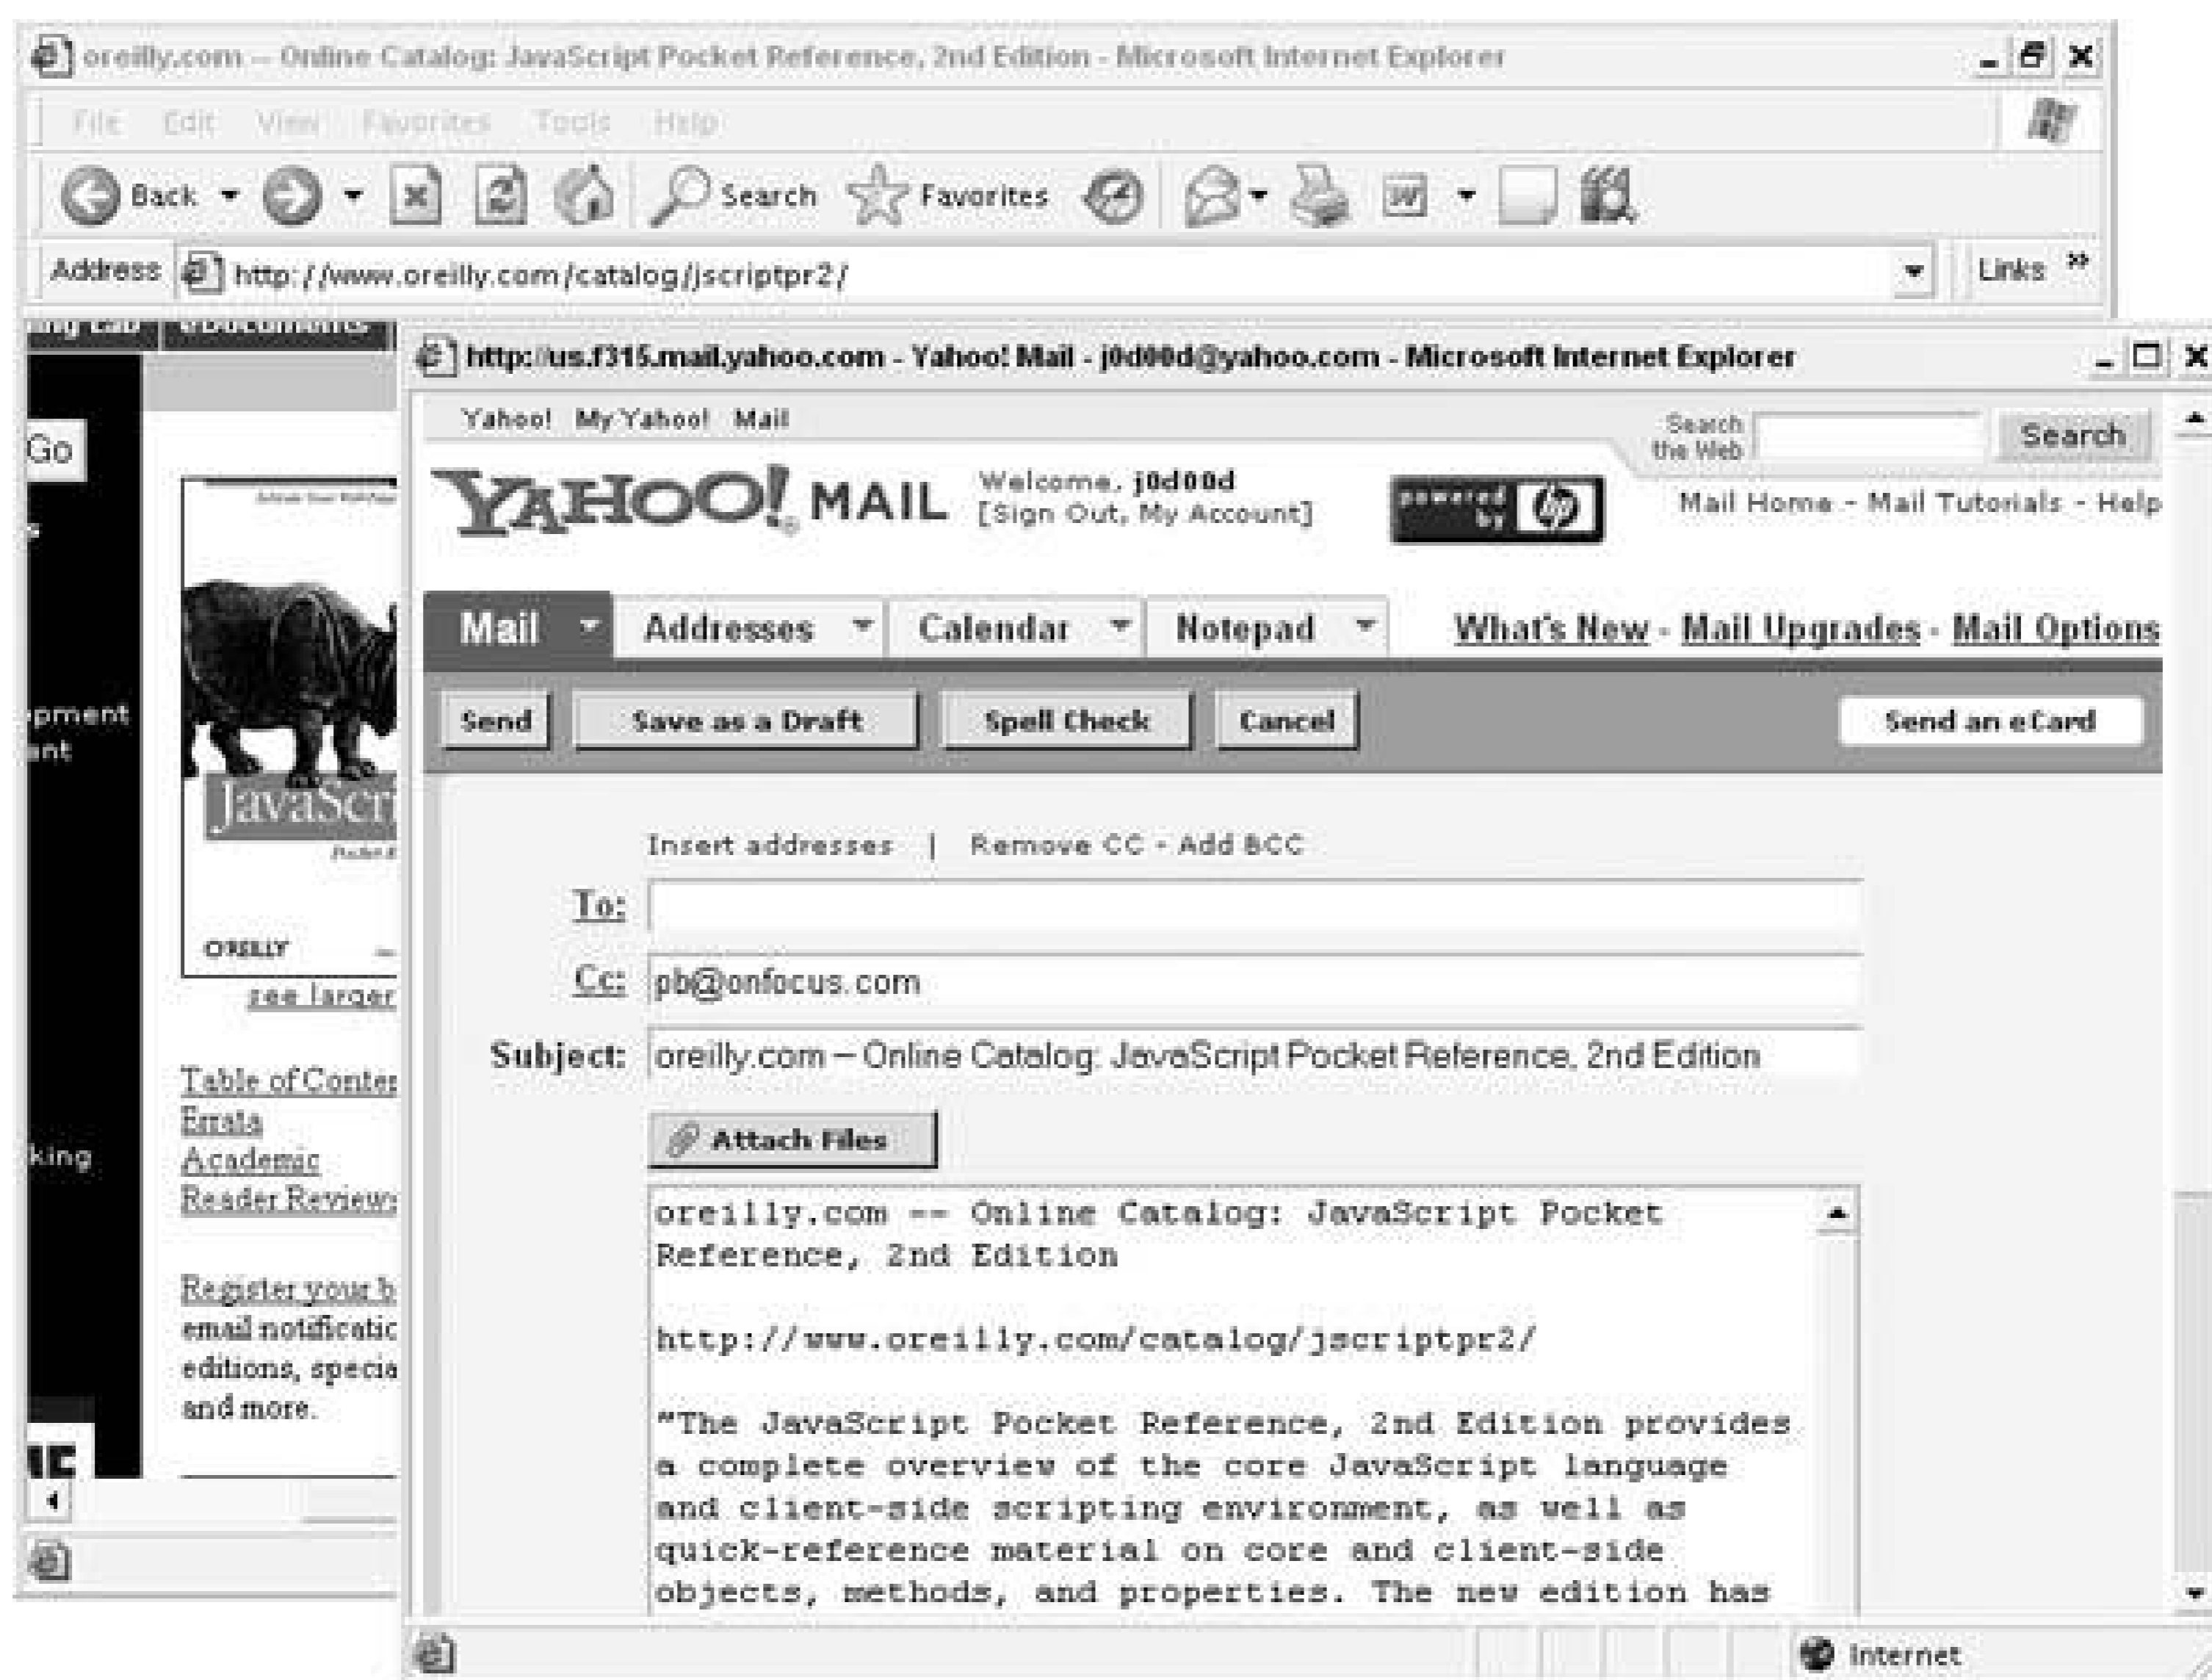 oreilly.com -- Online Catalog: JavaScript Pocket Reference, 2nd Edition - Microsoft Internet Explorer
File Edit View Favorites Tools Help
Back Search Favorites
Address http://www.oreilly.com/catalog/jscriptpr2/ Links »
ing Lab eDocuments
Go
pment
ant
king
JavaScri
O'REILLY
see larger
Table of Conten
Errata
Academic
Reader Reviews
Register your b
email notificatio
editions, specia
and more.
http://us.f315.mail.yahoo.com - Yahoo! Mail - j0d00d@yahoo.com - Microsoft Internet Explorer
Yahoo! My Yahoo! Mail
Search
the Web
Search
YAHOO! MAIL
Welcome, j0d00d
[Sign Out, My Account]
powered
by hp
Mail Home - Mail Tutorials - Help
Mail Addresses Calendar Notepad What's New - Mail Upgrades - Mail Options
Send Save as a Draft Spell Check Cancel Send an eCard
Insert addresses | Remove CC - Add BCC
To:
Cc: pb@onfocus.com
Subject: oreilly.com -- Online Catalog: JavaScript Pocket Reference, 2nd Edition
Attach Files
oreilly.com -- Online Catalog: JavaScript Pocket
Reference, 2nd Edition
http://www.oreilly.com/catalog/jscriptpr2/
"The JavaScript Pocket Reference, 2nd Edition provides
a complete overview of the core JavaScript language
and client-side scripting environment, as well as
quick-reference material on core and client-side
objects, methods, and properties. The new edition has
Internet